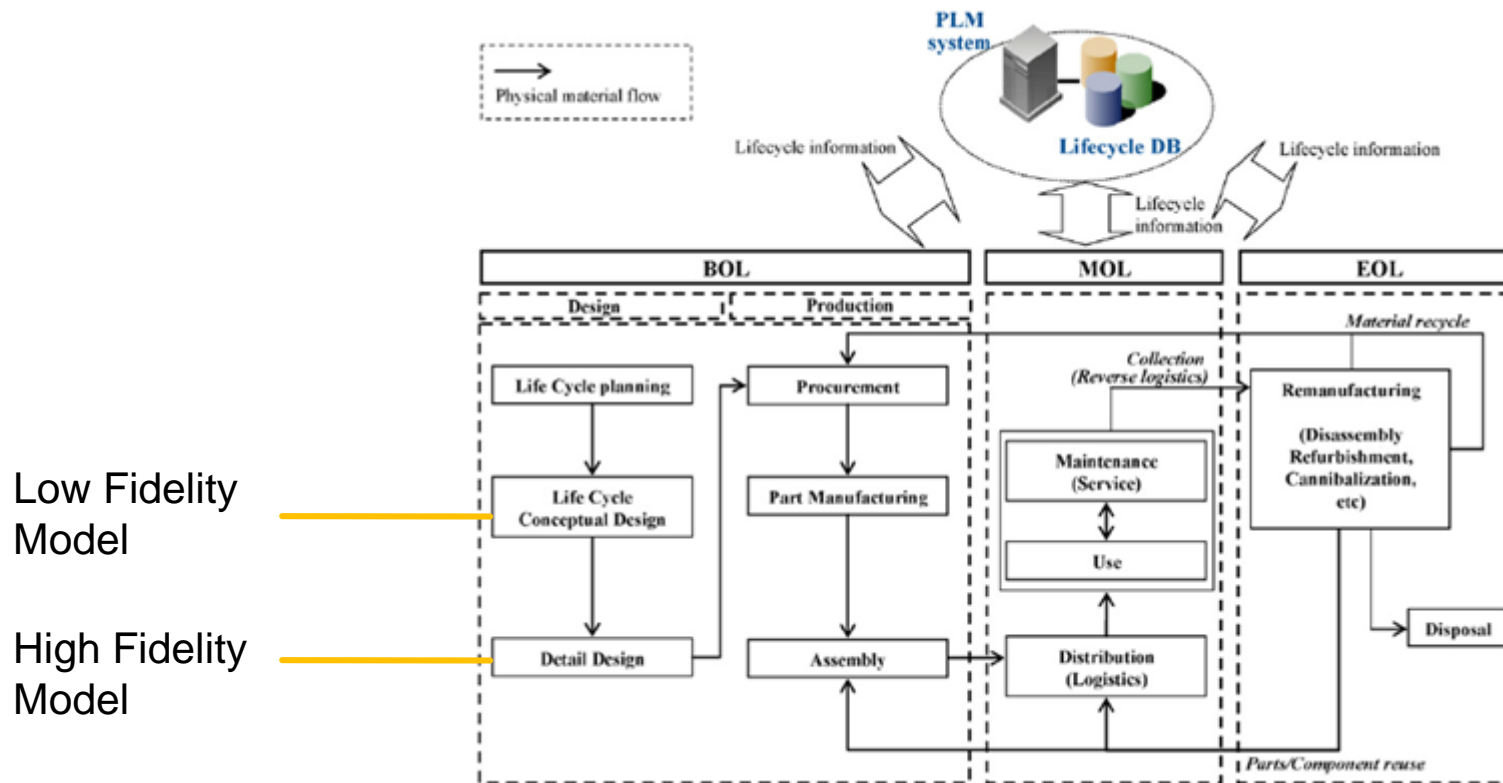 PLM
system
Physical material flow
Lifecycle DB
Lifecycle information
Lifecycle information
Lifecycle
information
BOL
MOL
EOL
Design
Production
Material recycle
Collection
(Reverse logistics)
Life Cycle planning
Procurement
Remanufacturing
(Disassembly
Refurbishment,
Cannibalization,
etc)
Maintenance
(Service)
Low Fidelity
Model
Life Cycle
Conceptual Design
Part Manufacturing
Use
High Fidelity
Model
Detail Design
Assembly
Distribution
(Logistics)
Disposal
Parts/Component reuse